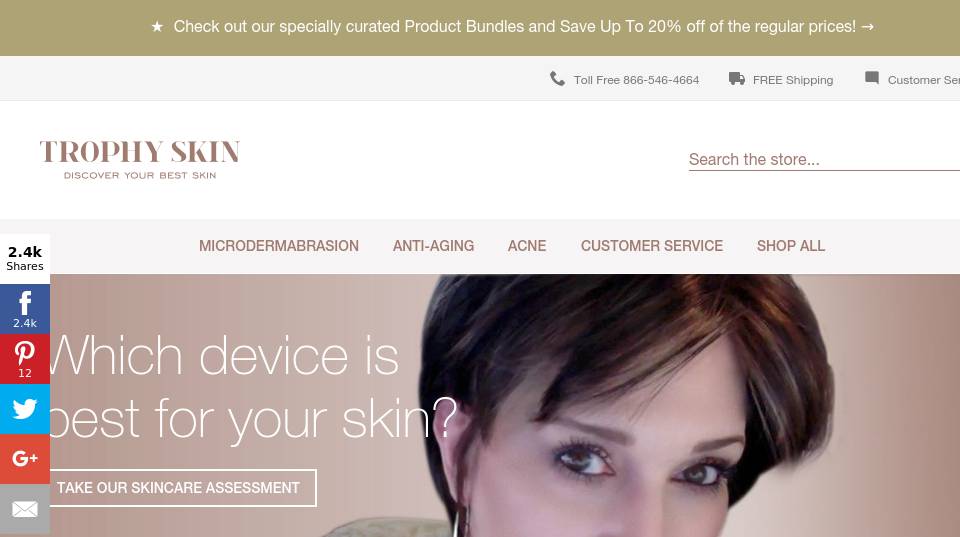 ★ Check out our specially curated Product Bundles and Save Up To 20% off of the regular prices! →
Toll Free 866-546-4664
FREE Shipping
Customer
TROPHY SKIN
DISCOVER YOUR BEST SKIN
Search the store...
MICRODERMABRASION
ANTI-AGING
ACNE
CUSTOMER SERVICE
SHOP ALL
2.4k
Shares
f
2.4k
12
G+
Which device is
best for your skin?
TAKE OUR SKINCARE ASSESSMENT